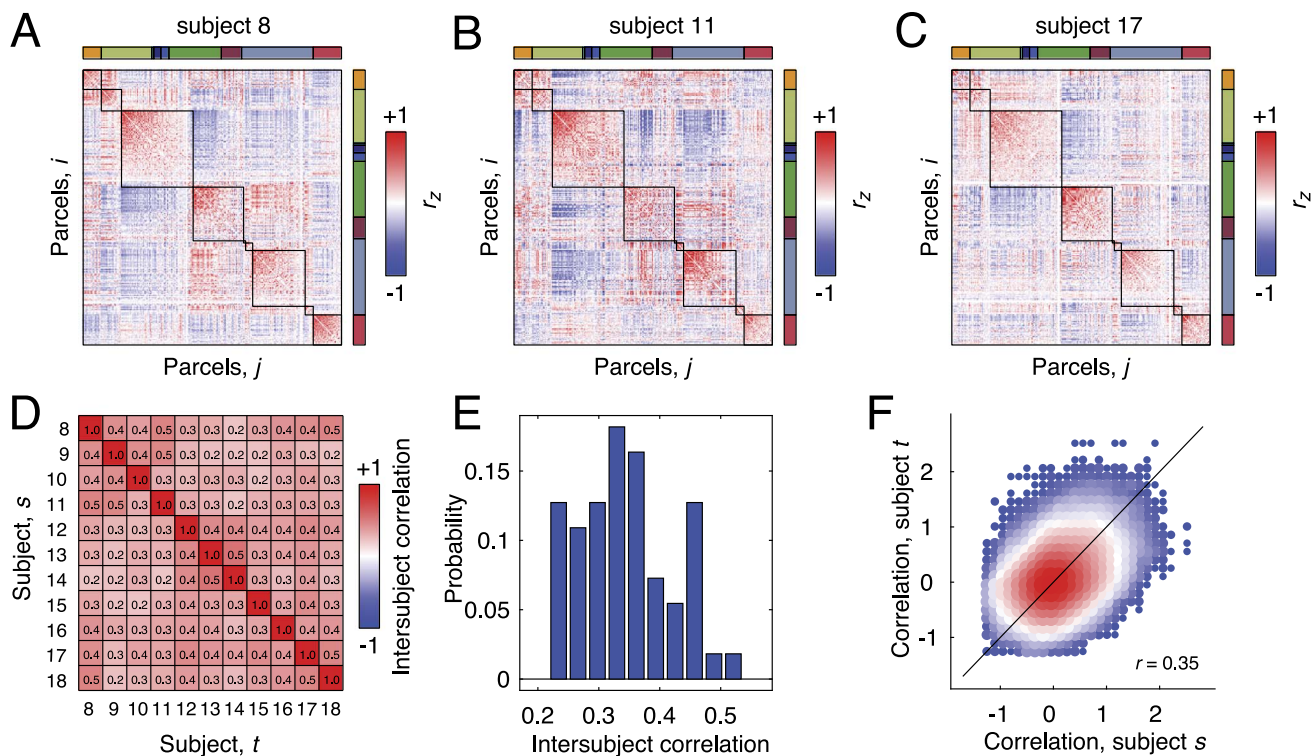 A
subject 8
Parcels, i
Parcels, j
+1
r_z
-1
B
subject 11
Parcels, i
Parcels, j
+1
r_z
-1
C
subject 17
Parcels, i
Parcels, j
+1
r_z
-1
D
Subject, s
8 1.0 0.4 0.4 0.5 0.3 0.3 0.2 0.3 0.4 0.4 0.5
9 0.4 1.0 0.4 0.5 0.3 0.2 0.2 0.2 0.3 0.3 0.2
10 0.4 0.4 1.0 0.3 0.3 0.3 0.3 0.2 0.3 0.4 0.3
11 0.5 0.5 0.3 1.0 0.3 0.3 0.2 0.3 0.3 0.4 0.3
12 0.3 0.3 0.3 0.3 1.0 0.4 0.4 0.3 0.4 0.4 0.4
13 0.3 0.2 0.3 0.3 0.4 1.0 0.5 0.3 0.3 0.4 0.3
14 0.2 0.2 0.3 0.2 0.4 0.5 1.0 0.3 0.3 0.3 0.3
15 0.3 0.2 0.2 0.3 0.3 0.3 0.3 1.0 0.3 0.4 0.4
16 0.4 0.3 0.3 0.3 0.4 0.3 0.3 0.3 1.0 0.4 0.4
17 0.4 0.3 0.4 0.4 0.4 0.4 0.3 0.4 0.4 1.0 0.5
18 0.5 0.2 0.3 0.3 0.4 0.3 0.3 0.4 0.4 0.5 1.0
8 9 10 11 12 13 14 15 16 17 18
Subject, t
+1
Intersubject correlation
-1
E
Probability
0.15
0.1
0.05
0
0.2 0.3 0.4 0.5
Intersubject correlation
F
Correlation, subject t
2
1
0
-1
r = 0.35
-1 0 1 2
Correlation, subject s